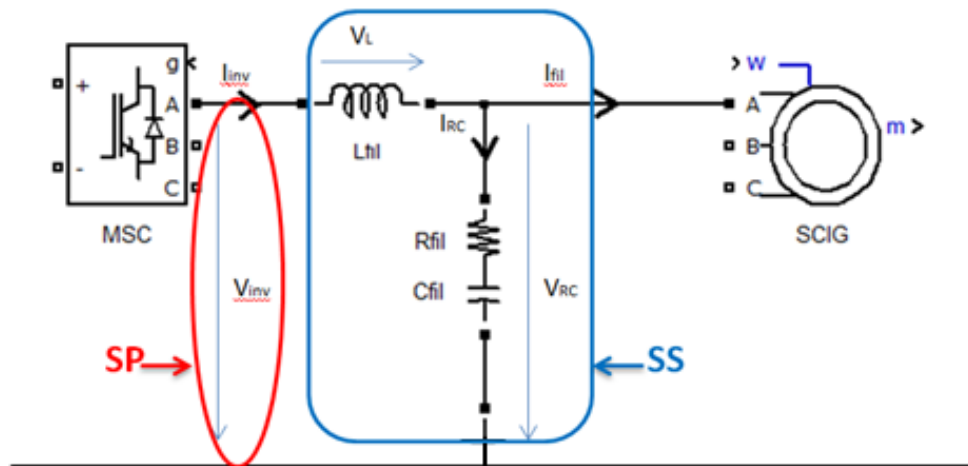 VL
g
Iinv
Ifil
w
+
A
A
IRC
m
B
Lfil
B
-
C
C
MSC
Rfil
SCIG
Cfil
Vinv
VRC
SP
SS